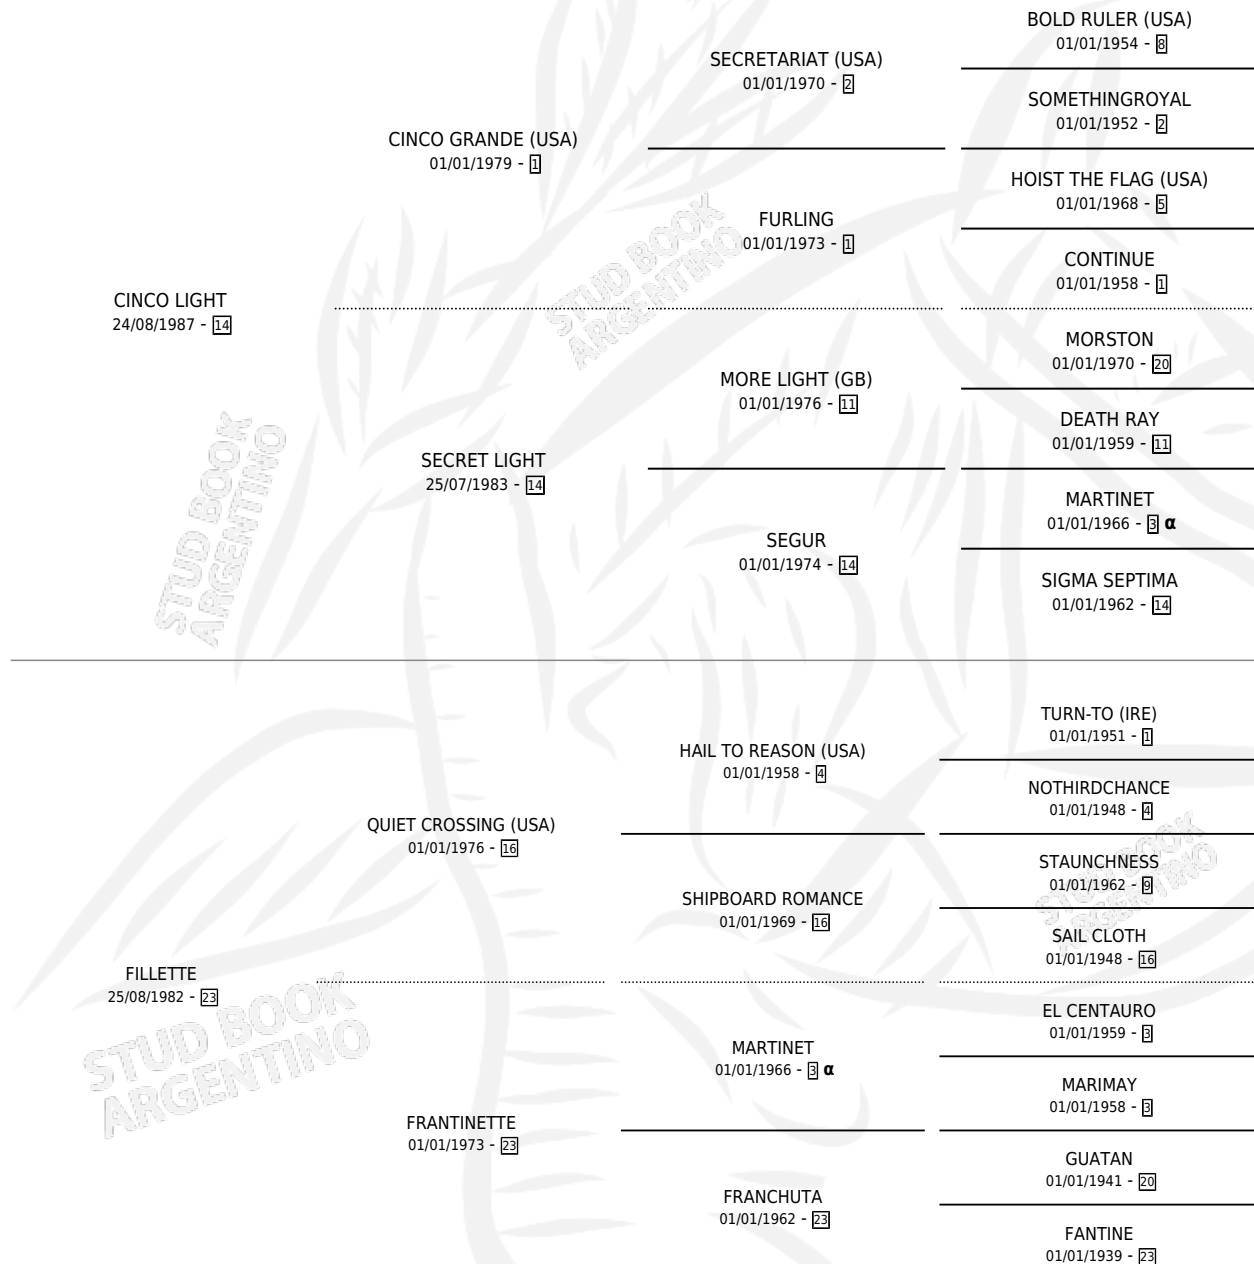 BOLD RULER (USA)
01/01/1954 - 8
SECRETARIAT (USA)
01/01/1970 - 2
SOMETHINGROYAL
01/01/1952 - 2
CINCO GRANDE (USA)
01/01/1979 - 1
HOIST THE FLAG (USA)
01/01/1968 - 5
FURLING
01/01/1973 - 1
CONTINUE
01/01/1958 - 1
CINCO LIGHT
24/08/1987 - 14
MORSTON
01/01/1970 - 20
MORE LIGHT (GB)
01/01/1976 - 11
DEATH RAY
01/01/1959 - 11
SECRET LIGHT
25/07/1983 - 14
MARTINET
01/01/1966 - 3 α
SEGUR
01/01/1974 - 14
SIGMA SEPTIMA
01/01/1962 - 14
TURN-TO (IRE)
01/01/1951 - 1
HAIL TO REASON (USA)
01/01/1958 - 4
NOTHIRDCHANCE
01/01/1948 - 4
QUIET CROSSING (USA)
01/01/1976 - 16
STAUNCHNESS
01/01/1962 - 9
SHIPBOARD ROMANCE
01/01/1969 - 16
SAIL CLOTH
01/01/1948 - 16
FILLETTE
25/08/1982 - 23
EL CENTAURO
01/01/1959 - 3
MARTINET
01/01/1966 - 3 α
MARIMAY
01/01/1958 - 3
FRANTINETTE
01/01/1973 - 23
GUATAN
01/01/1941 - 20
FRANCHUTA
01/01/1962 - 23
FANTINE
01/01/1939 - 23
STUD BOOK
ARGENTINO
STUD BOOK
ARGENTINO
STUD BOOK
ARGENTINO
STUD BOOK
ARGENTINO